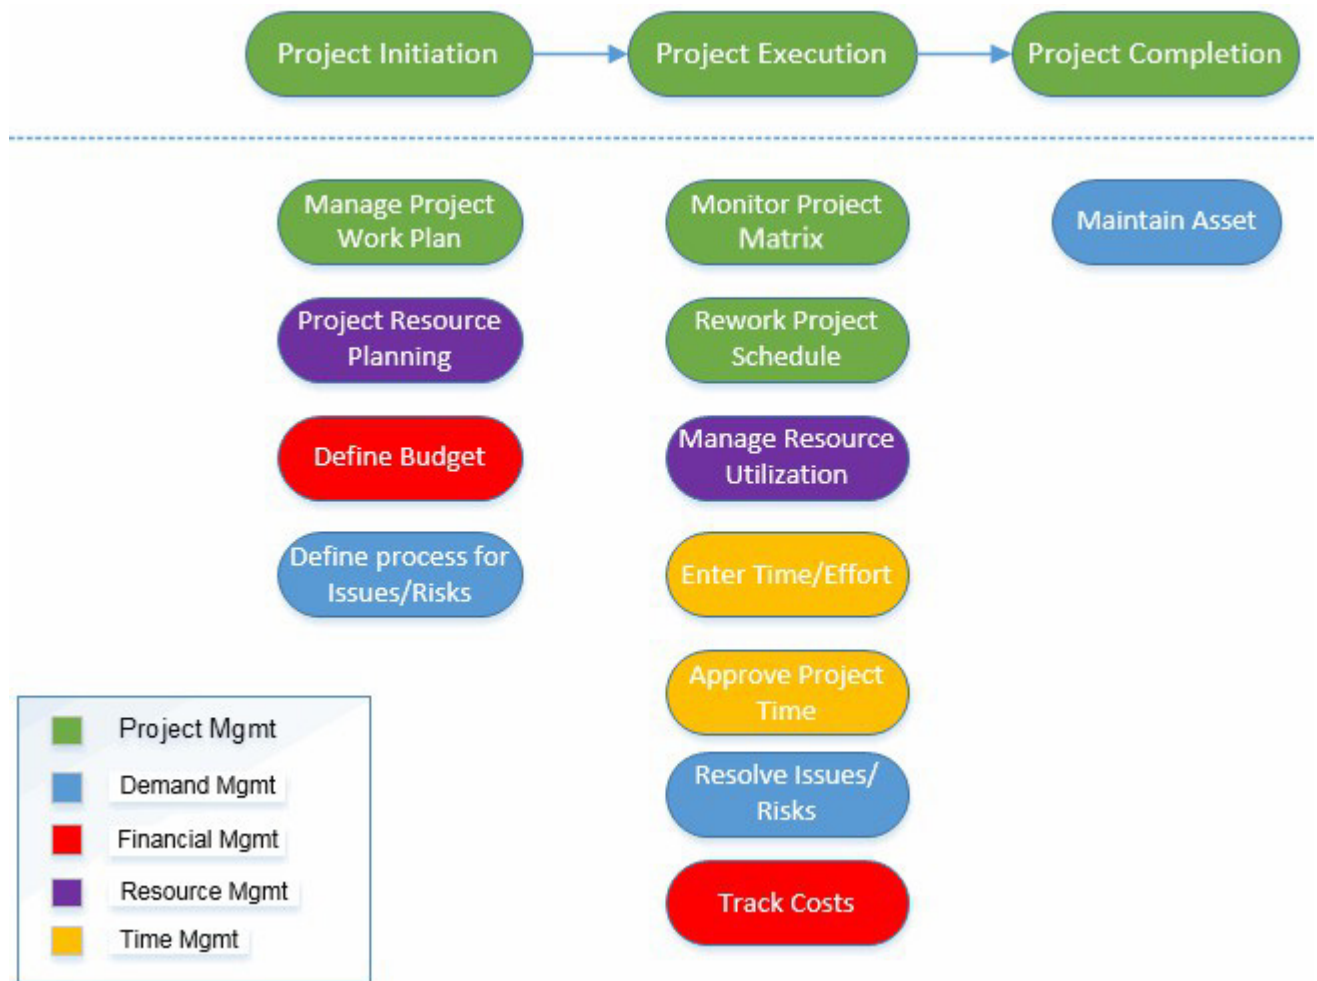 Project Initiation
Project Execution
Project Completion
Manage Project
Work Plan
Project Resource
Planning
Define Budget
Define process for
Issues/Risks
Monitor Project
Matrix
Rework Project
Schedule
Manage Resource
Utilization
Enter Time/Effort
Approve Project
Time
Resolve Issues/
Risks
Track Costs
Maintain Asset
Project Mgmt
Demand Mgmt
Financial Mgmt
Resource Mgmt
Time Mgmt